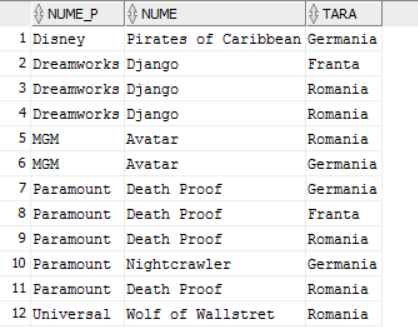 NUME_P NUME TARA
1 Disney Pirates of Caribbean Germania
2 Dreamworks Django Franta
3 Dreamworks Django Romania
4 Dreamworks Django Romania
5 MGM Avatar Romania
6 MGM Avatar Germania
7 Paramount Death Proof Germania
8 Paramount Death Proof Franta
9 Paramount Death Proof Romania
10 Paramount Nightcrawler Germania
11 Paramount Death Proof Romania
12 Universal Wolf of Wallstret Romania